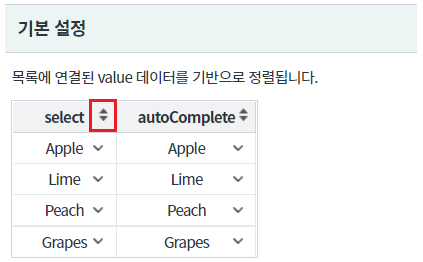 기본 설정
목록에 연결된 value 데이터를 기반으로 정렬됩니다.
select autoComplete
Apple Apple
Lime Lime
Peach Peach
Grapes Grapes